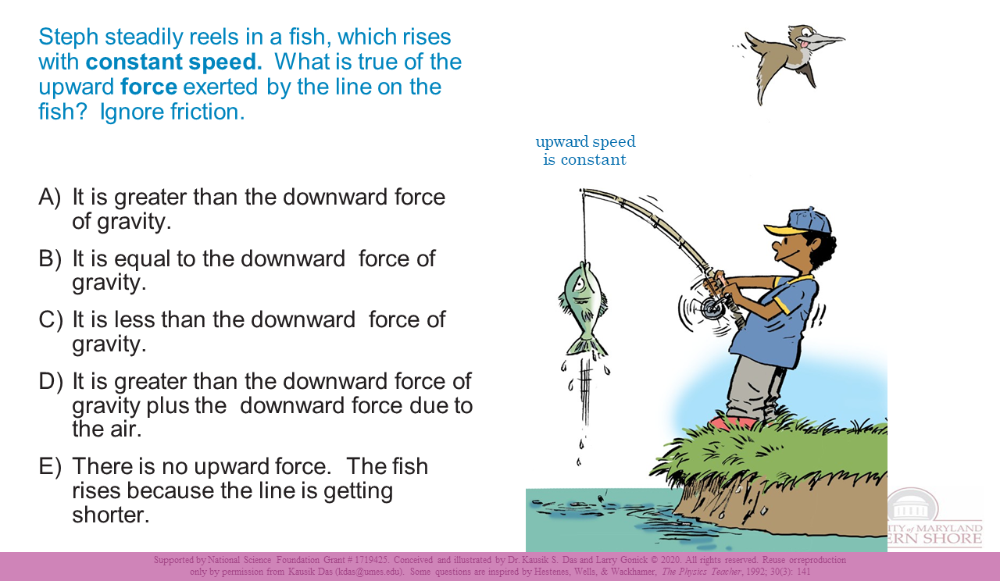 Steph steadily reels in a fish, which rises
with constant speed. What is true of the
upward force exerted by the line on the
fish? Ignore friction.
upward speed
is constant
A) It is greater than the downward force
of gravity.
B) It is equal to the downward force of
gravity.
C) It is less than the downward force of
gravity.
D) It is greater than the downward force of
gravity plus the downward force due to
the air.
E) There is no upward force. The fish
rises because the line is getting
shorter.
ITY of MARYLAND
ERN SHORE
Supported by National Science Foundation Grant # 1719425. Conceived and illustrated by Dr. Kausik S. Das and Larry Gonick © 2020. All rights reserved. Reuse orreproduction
only by permission from Kausik Das (kdas@umes.edu). Some questions are inspired by Hestenes, Wells, & Wackhamer, The Physics Teacher, 1992; 30(3): 141